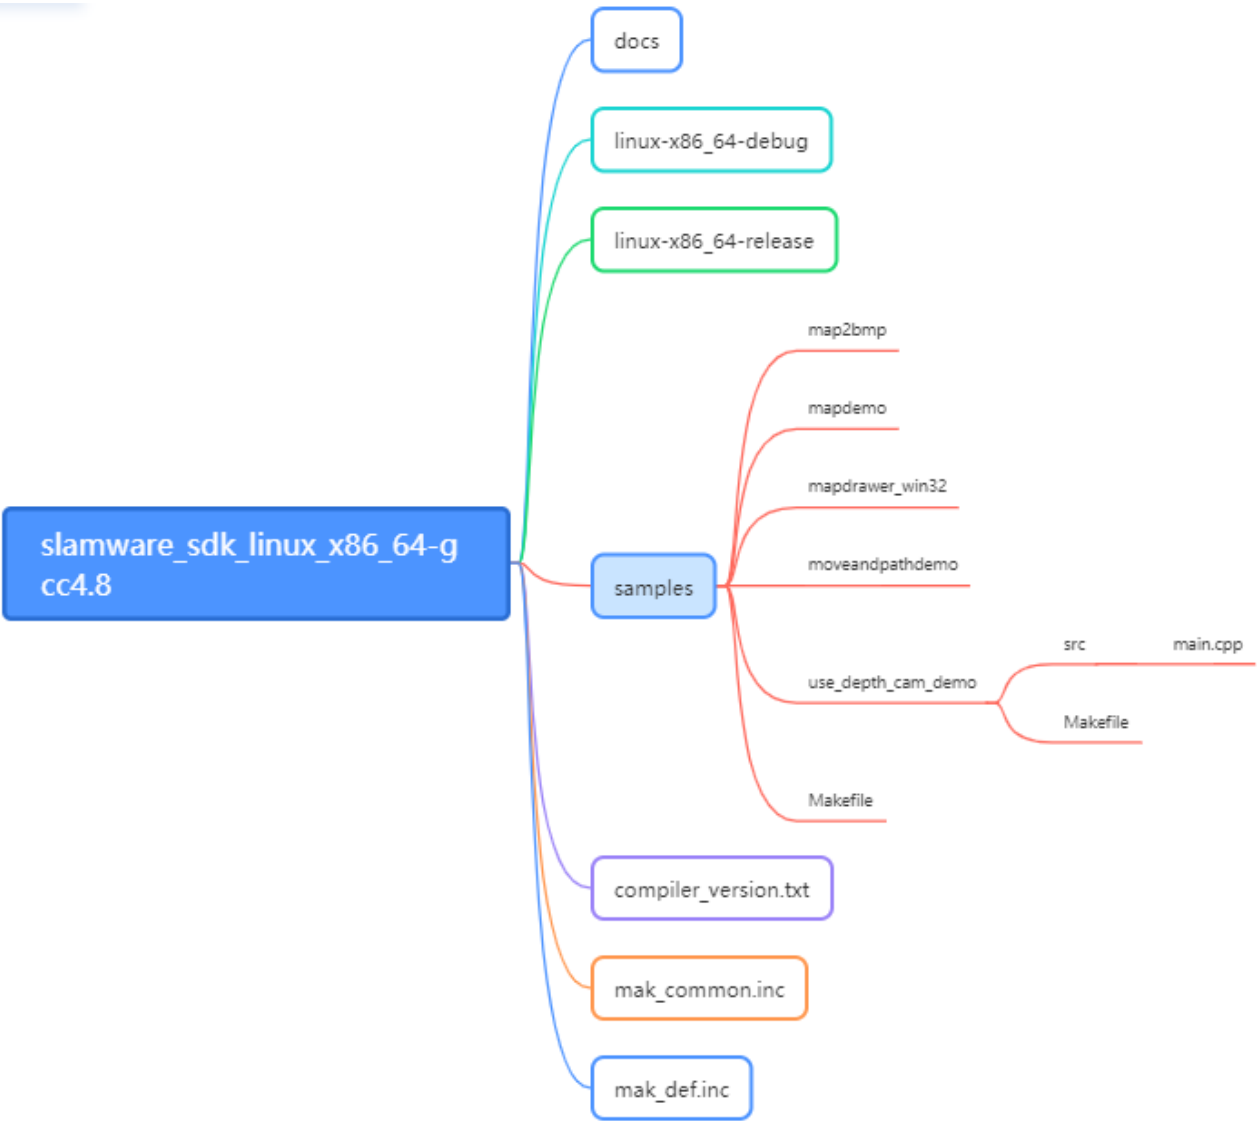 docs
linux-x86_64-debug
linux-x86_64-release
map2bmp
mapdemo
mapdrawer_win32
slamware_sdk_linux_x86_64-g
cc4.8
samples
moveandpathdemo
src
main.cpp
use_depth_cam_demo
Makefile
Makefile
compiler_version.txt
mak_common.inc
mak_def.inc